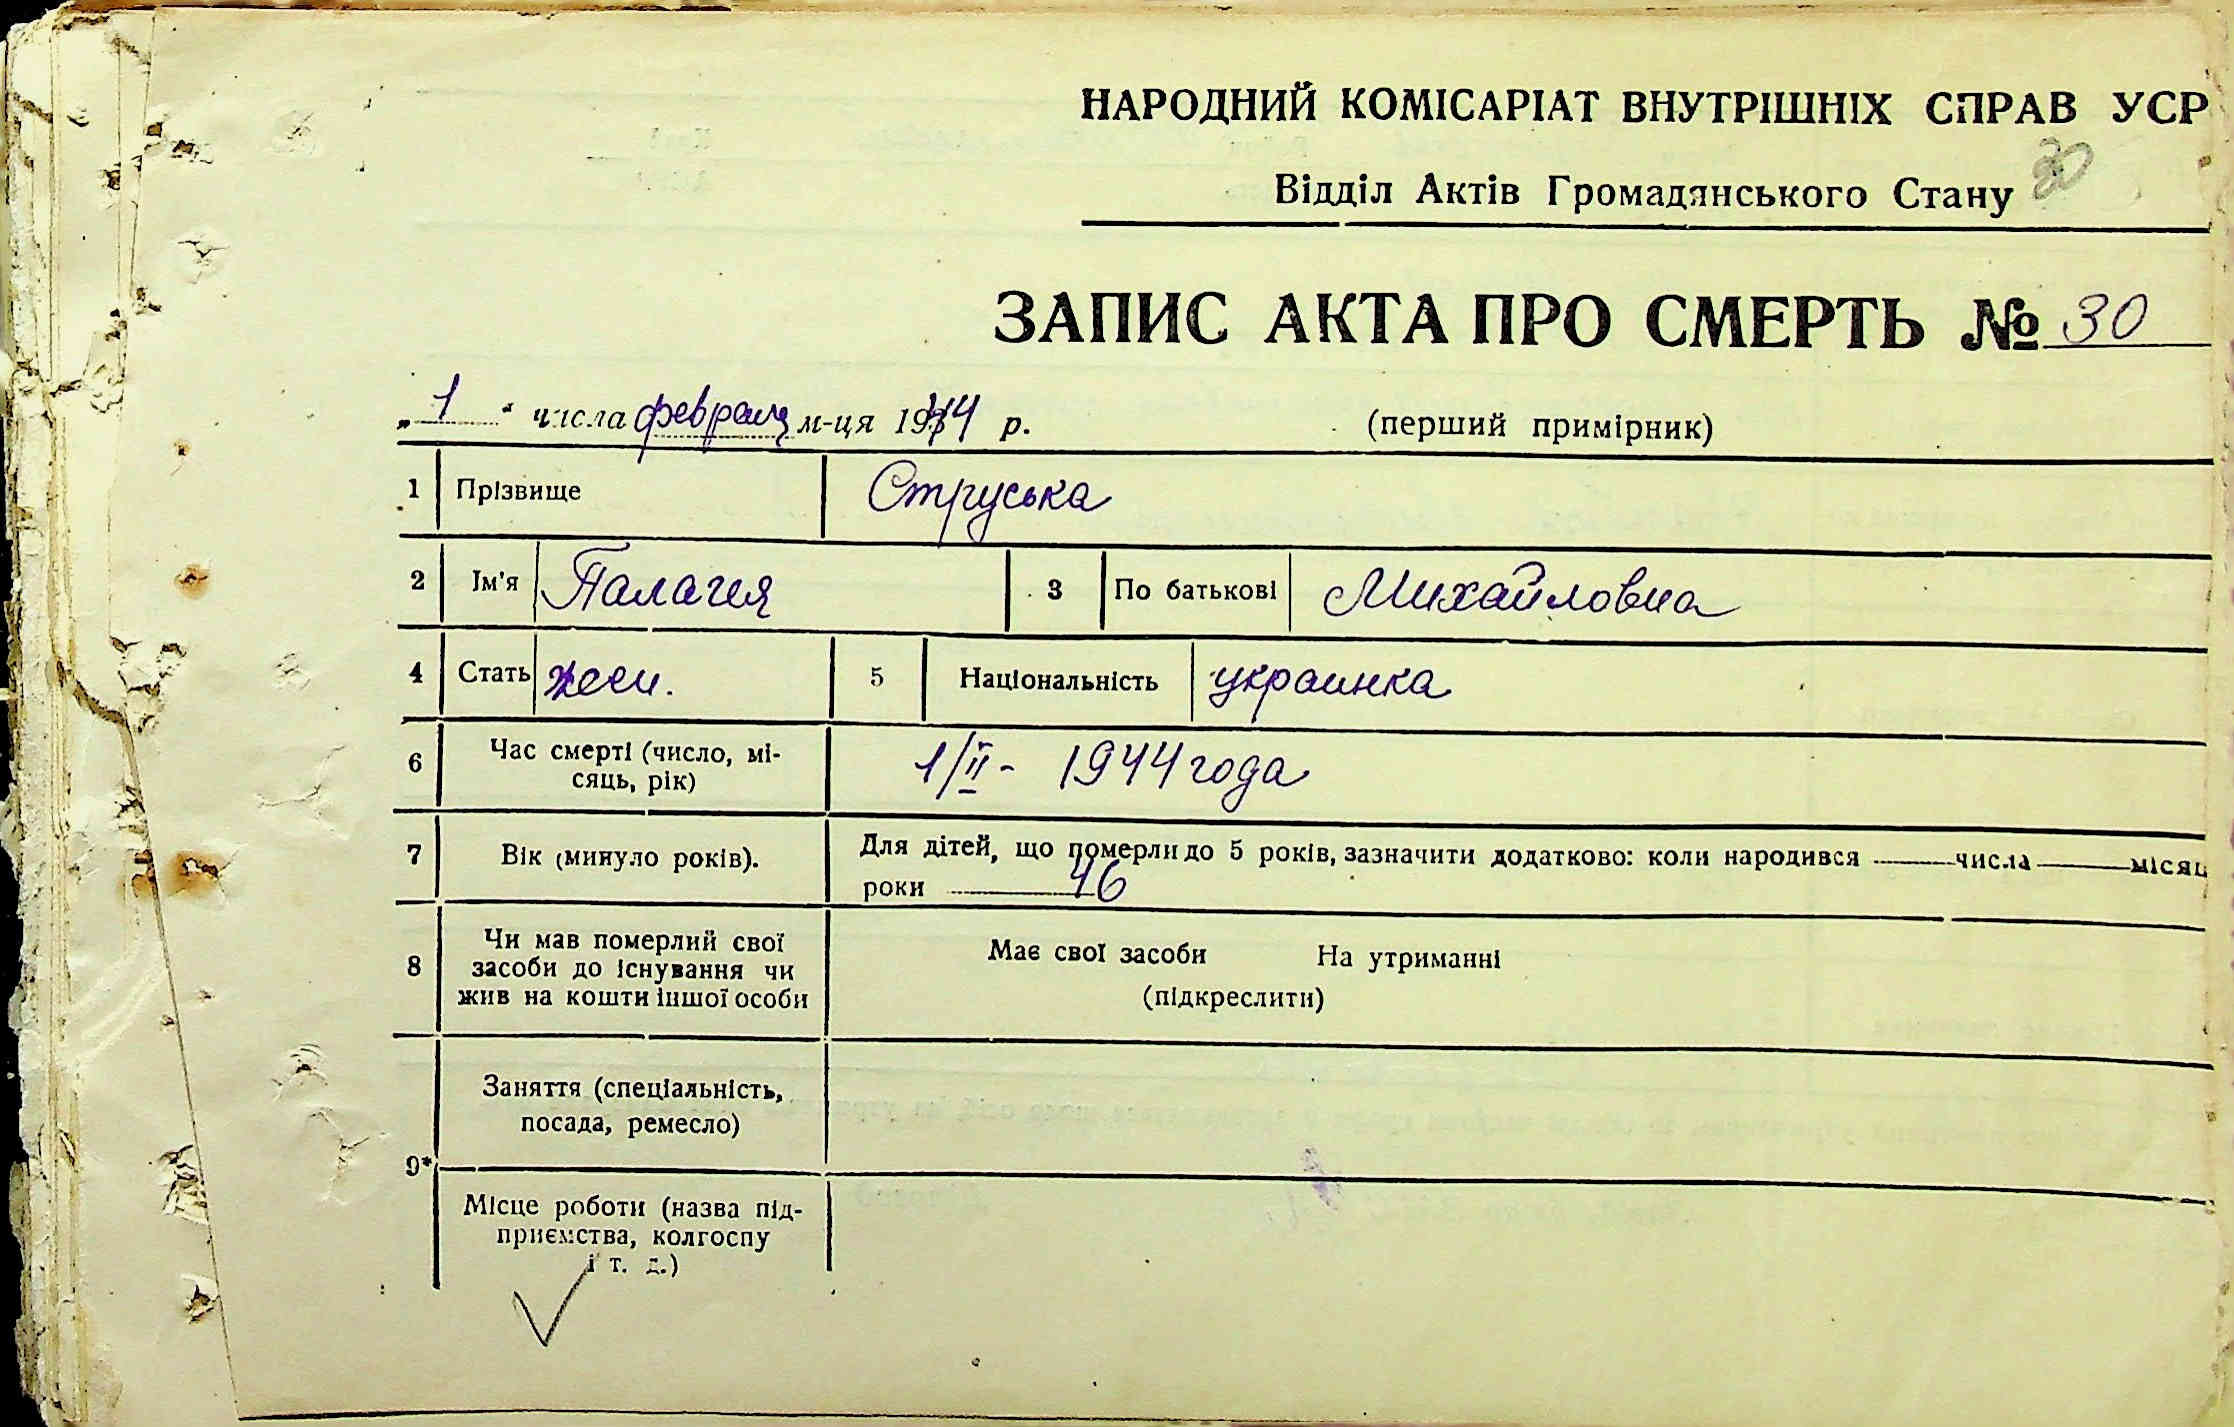 НАРОДНИЙ КОМІСАРІАТ ВНУТРІШНІХ СПРАВ УСР
Відділ Актів Громадянського Стану 30
ЗАПИС АКТА ПРО СМЕРТЬ № 30
„ 1 “ числа февраля м-ця 1944 р. (перший примірник)
1 Прізвище Струська
2 Ім'я Палагея 3 По батькові Михайловна
4 Стать жен. 5 Національність украинка
6 Час смерті (число, мі-
сяць, рік) 1/II - 1944 года
7 Вік (минуло років). Для дітей, що померли до 5 років, зазначити додатково: коли народився ——числа——місяц
роки 46
8 Чи мав померлий свої
засоби до існування чи
жив на кошти іншої особи
Має свої засоби На утриманні
(підкреслити)
Заняття (спеціальність,
посада, ремесло)
9*
Місце роботи (назва під-
приємства, колгоспу
і т. д.)